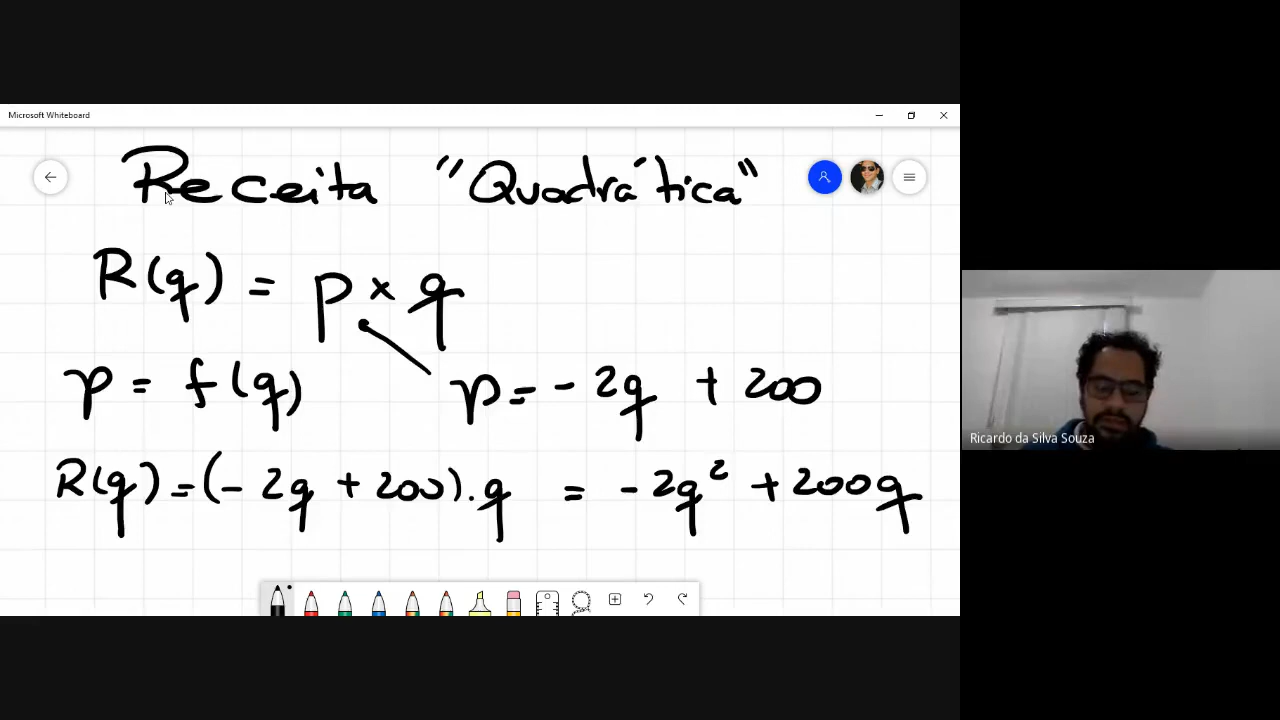 Microsoft Whiteboard
Receita "Quadrática"
R(q) = p × q
p = f(q) p = - 2q + 200
R(q) = (- 2q + 200) . q = - 2q² + 200q
Ricardo da Silva Souza